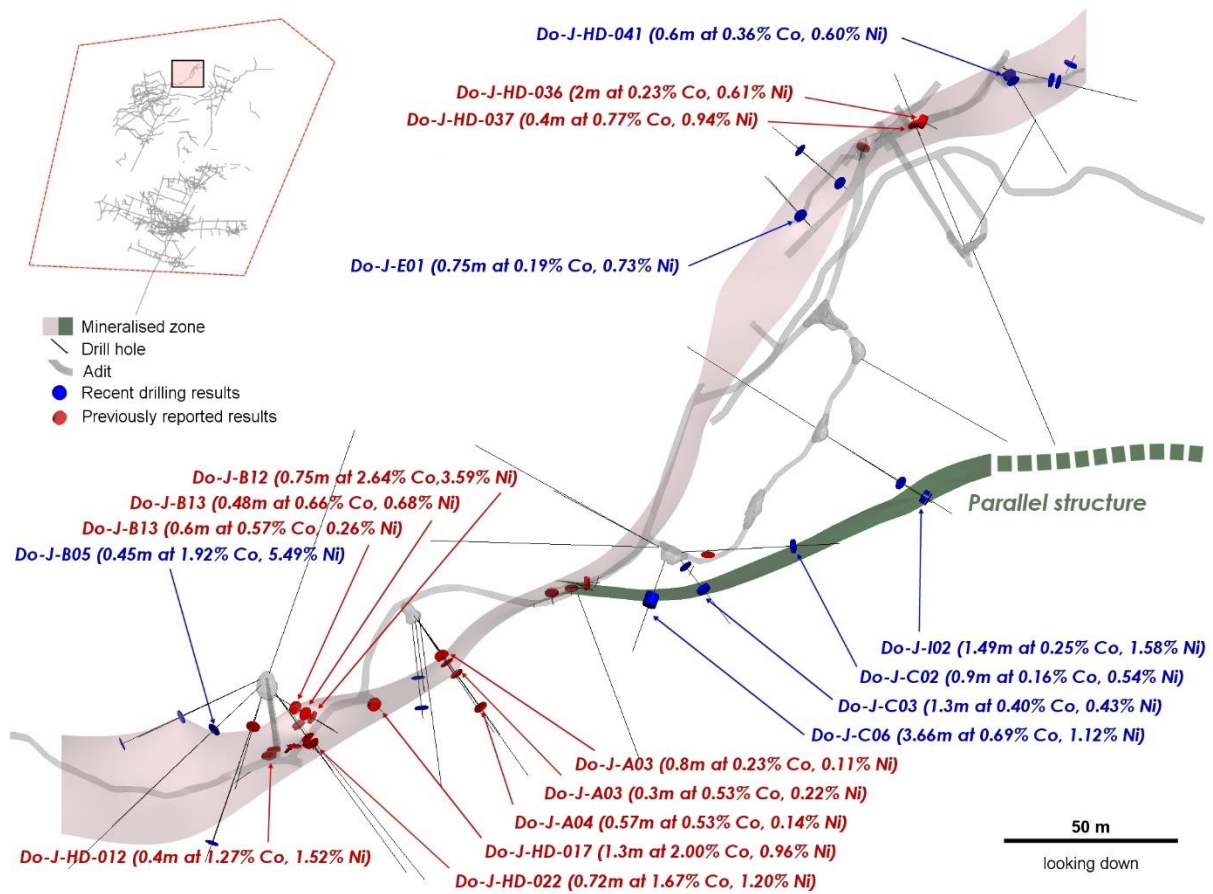 Do-J-HD-041 (0.6m at 0.36% Co, 0.60% Ni)
Do-J-HD-036 (2m at 0.23% Co, 0.61% Ni)
Do-J-HD-037 (0.4m at 0.77% Co, 0.94% Ni)
Do-J-E01 (0.75m at 0.19% Co, 0.73% Ni)
Mineralised zone
Drill hole
Adit
Recent drilling results
Previously reported results
Do-J-B12 (0.75m at 2.64% Co,3.59% Ni)
Do-J-B13 (0.48m at 0.66% Co, 0.68% Ni)
Do-J-B13 (0.6m at 0.57% Co, 0.26% Ni)
Do-J-B05 (0.45m at 1.92% Co, 5.49% Ni)
Parallel structure
Do-J-I02 (1.49m at 0.25% Co, 1.58% Ni)
Do-J-C02 (0.9m at 0.16% Co, 0.54% Ni)
Do-J-C03 (1.3m at 0.40% Co, 0.43% Ni)
Do-J-C06 (3.66m at 0.69% Co, 1.12% Ni)
Do-J-A03 (0.8m at 0.23% Co, 0.11% Ni)
Do-J-A03 (0.3m at 0.53% Co, 0.22% Ni)
Do-J-A04 (0.57m at 0.53% Co, 0.14% Ni)
Do-J-HD-017 (1.3m at 2.00% Co, 0.96% Ni)
Do-J-HD-012 (0.4m at 1.27% Co, 1.52% Ni)
Do-J-HD-022 (0.72m at 1.67% Co, 1.20% Ni)
50 m
looking down